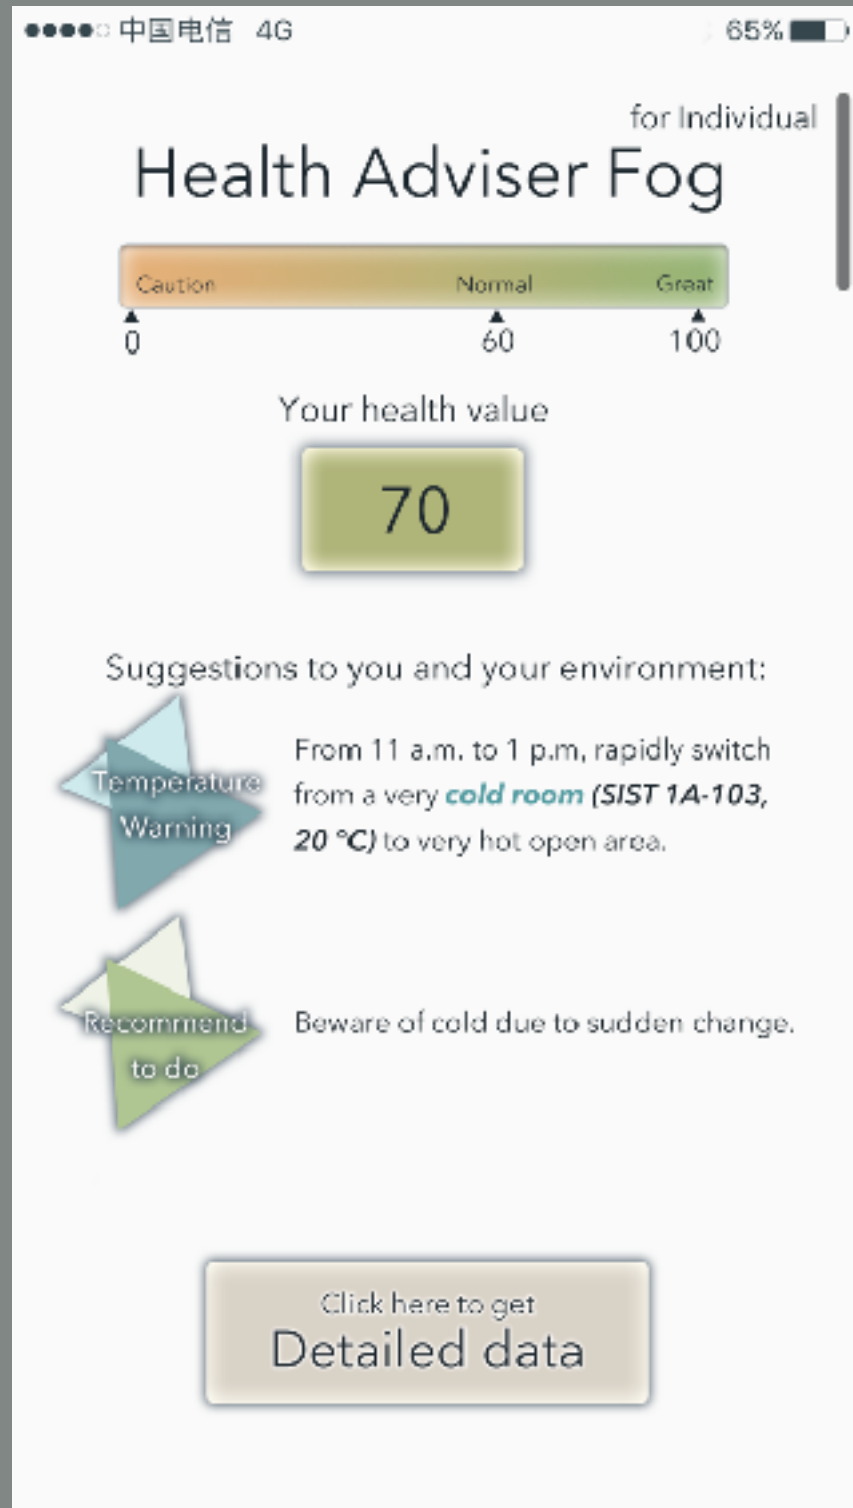 中国电信 4G 65%
for Individual
Health Adviser Fog
Caution Normal Great
0 60 100
Your health value
70
Suggestions to you and your environment:
Temperature
Warning
From 11 a.m. to 1 p.m, rapidly switch
from a very cold room (SIST 1A-103,
20 °C) to very hot open area.
Recommend
to do
Beware of cold due to sudden change.
Click here to get
Detailed data